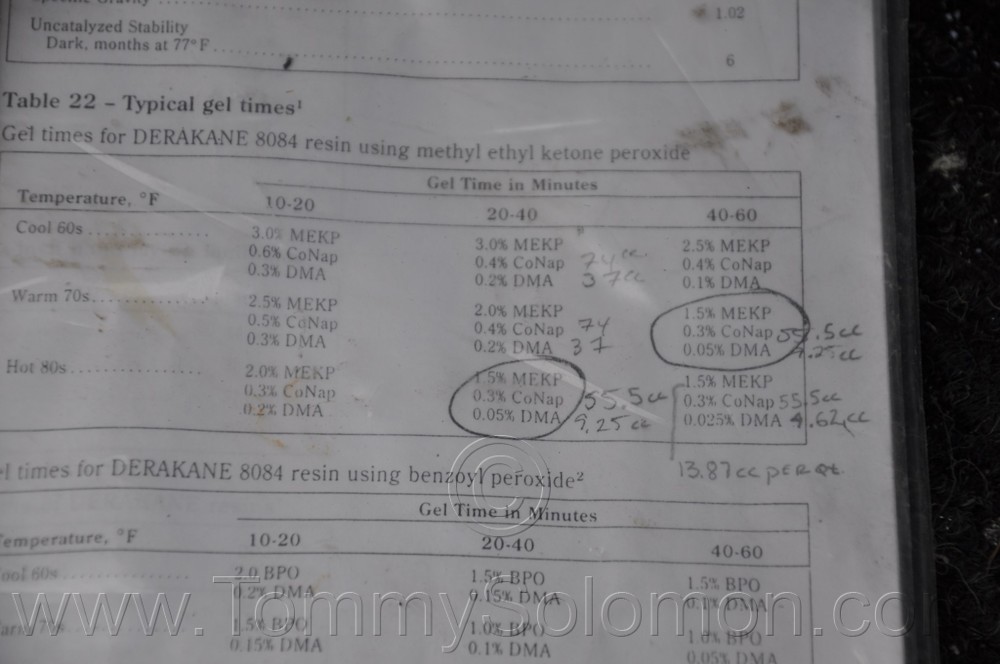 Specific Gravity ........ 1.02
Uncatalyzed Stability
Dark, months at 77°F ........ 6
Table 22 – Typical gel times¹
Gel times for DERAKANE 8084 resin using methyl ethyl ketone peroxide
Gel Time in Minutes
Temperature, °F 10-20 20-40 40-60
Cool 60s ........ 3.0% MEKP 3.0% MEKP 2.5% MEKP
0.6% CoNap 0.4% CoNap 74cc 0.4% CoNap
0.3% DMA 0.2% DMA 37cc 0.1% DMA
Warm 70s ........ 2.5% MEKP 2.0% MEKP 1.5% MEKP
0.5% CoNap 0.4% CoNap 74 0.3% CoNap 55.5cc
0.3% DMA 0.2% DMA 37 0.05% DMA 9.25cc
Hot 80s ........ 2.0% MEKP 1.5% MEKP 1.5% MEKP
0.3% CoNap 0.3% CoNap 55.5cc 0.3% CoNap 55.5cc
0.2% DMA 0.05% DMA 9.25cc 0.025% DMA 4.62cc
13.87cc PER QT.
el times for DERAKANE 8084 resin using benzoyl peroxide²
Gel Time in Minutes
Temperature, °F 10-20 20-40 40-60
ool 60s ........ 2.0 BPO 1.5% BPO 1.5% BPO
0.2% DMA 0.15% DMA 0.1% DMA
arm 70s ........ 1.5% BPO 1.0% BPO 1.0% BPO
0.15% DMA 0.1% DMA 0.05% DMA
©
www.TommySolomon.co